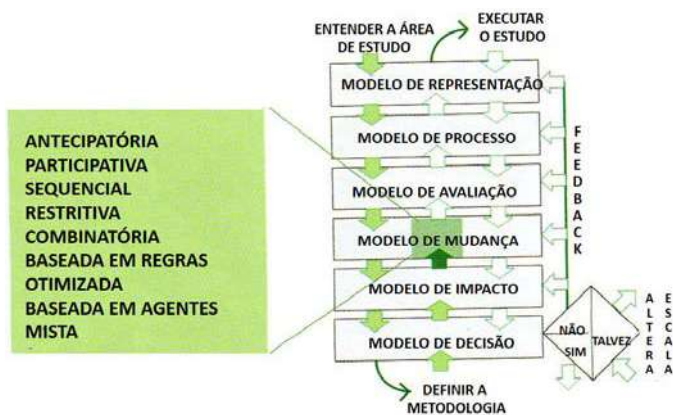 ENTENDER A ÁREA
DE ESTUDO
EXECUTAR
O ESTUDO
MODELO DE REPRESENTAÇÃO
MODELO DE PROCESSO
MODELO DE AVALIAÇÃO
MODELO DE MUDANÇA
MODELO DE IMPACTO
MODELO DE DECISÃO
DEFINIR A
METODOLOGIA
ANTECIPATÓRIA
PARTICIPATIVA
SEQUENCIAL
RESTRITIVA
COMBINATÓRIA
BASEADA EM REGRAS
OTIMIZADA
BASEADA EM AGENTES
MISTA
FEEDBACK
NÃO
SIM
TALVEZ
ALTERA
ESCALA